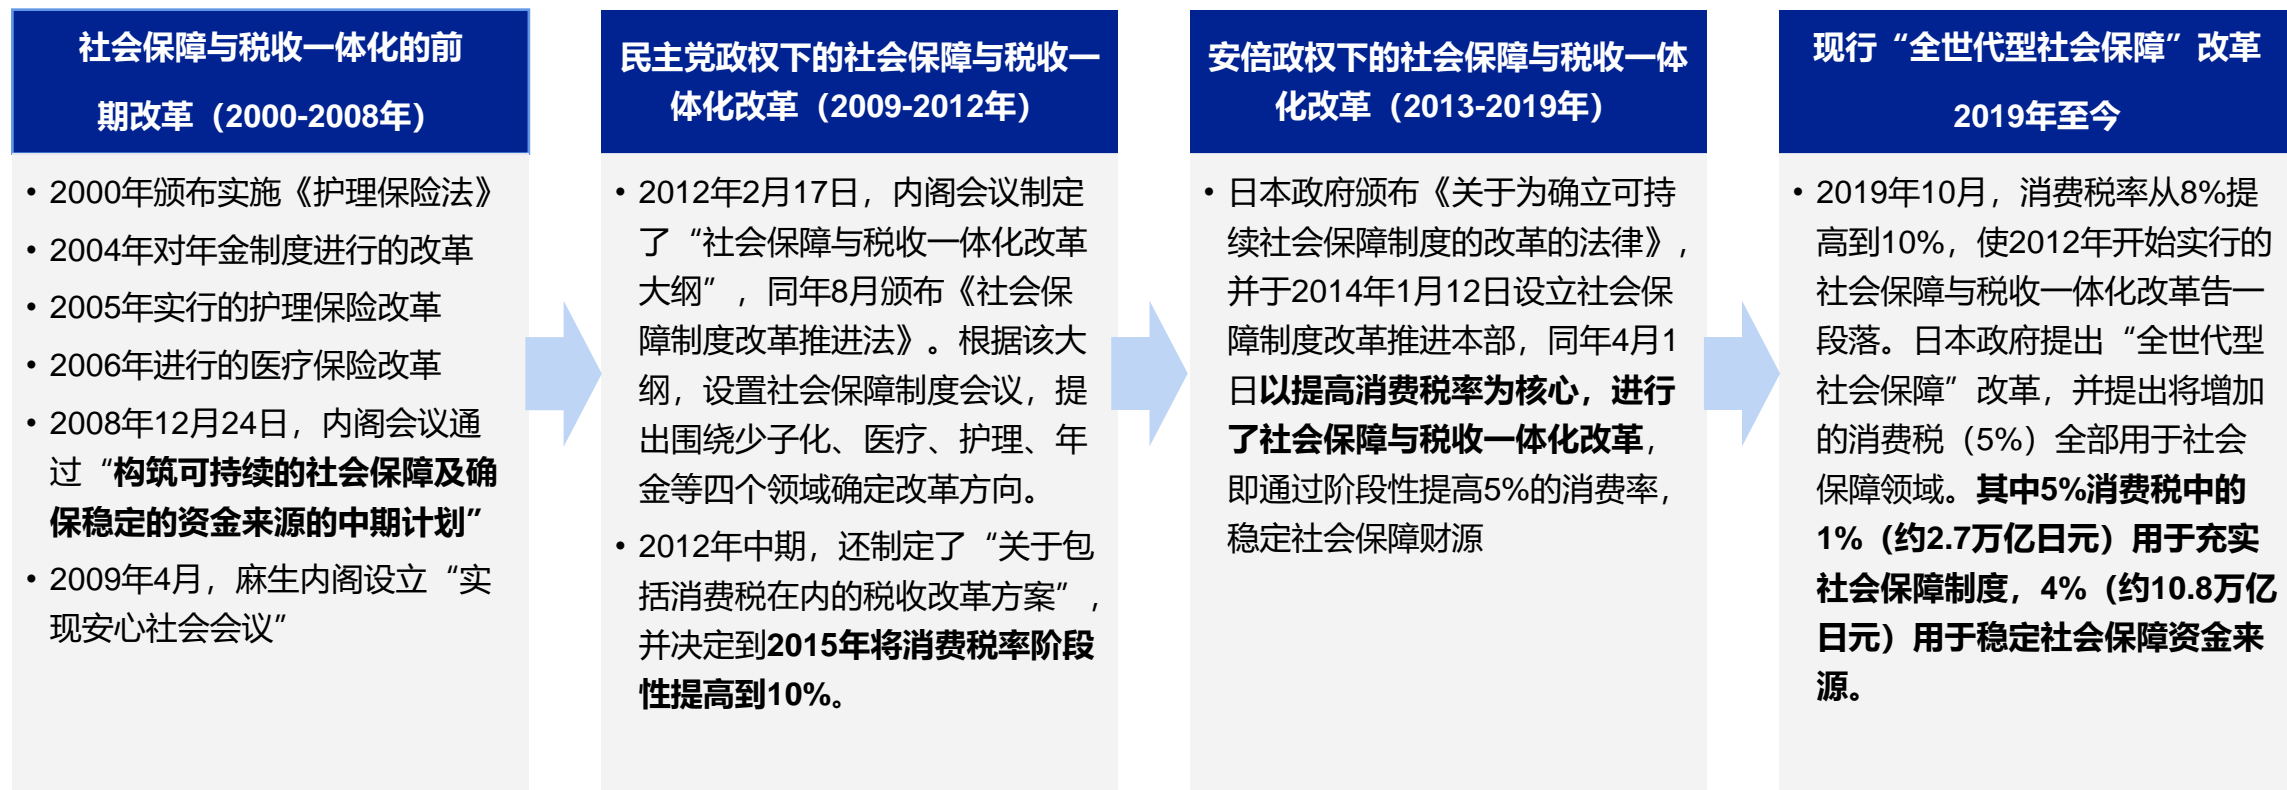 社会保障与税收一体化的前
期改革（2000-2008年）
• 2000年颁布实施《护理保险法》
• 2004年对年金制度进行的改革
• 2005年实行的护理保险改革
• 2006年进行的医疗保险改革
• 2008年12月24日，内阁会议通
过“构筑可持续的社会保障及确
保稳定的资金来源的中期计划”
• 2009年4月，麻生内阁设立“实
现安心社会会议”
民主党政权下的社会保障与税收一
体化改革（2009-2012年）
• 2012年2月17日，内阁会议制定
了“社会保障与税收一体化改革
大纲”，同年8月颁布《社会保
障制度改革推进法》。根据该大
纲，设置社会保障制度会议，提
出围绕少子化、医疗、护理、年
金等四个领域确定改革方向。
• 2012年中期，还制定了“关于包
括消费税在内的税收改革方案”，
并决定到2015年将消费税率阶段
性提高到10%。
安倍政权下的社会保障与税收一体
化改革（2013-2019年）
• 日本政府颁布《关于为确立可持
续社会保障制度的改革的法律》，
并于2014年1月12日设立社会保
障制度改革推进本部，同年4月1
日以提高消费税率为核心，进行
了社会保障与税收一体化改革，
即通过阶段性提高5%的消费率，
稳定社会保障财源
现行“全世代型社会保障”改革
2019年至今
• 2019年10月，消费税率从8%提
高到10%，使2012年开始实行的
社会保障与税收一体化改革告一
段落。日本政府提出“全世代型
社会保障”改革，并提出将增加
的消费税（5%）全部用于社会
保障领域。其中5%消费税中的
1%（约2.7万亿日元）用于充实
社会保障制度，4%（约10.8万亿
日元）用于稳定社会保障资金来
源。